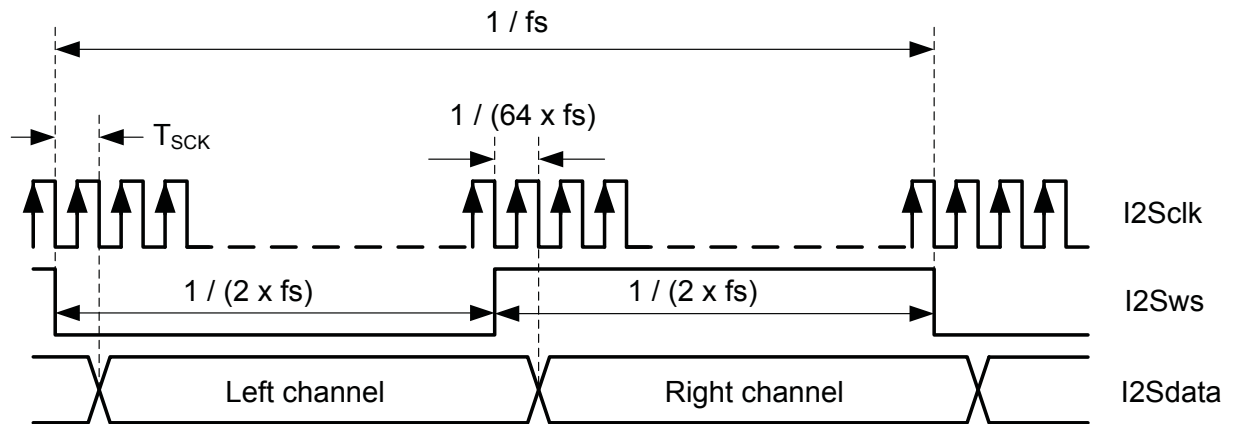 1 / fs
1 / (64 x fs)
T_SCK
I2Sclk
1 / (2 x fs) 1 / (2 x fs)
I2Sws
Left channel Right channel I2Sdata